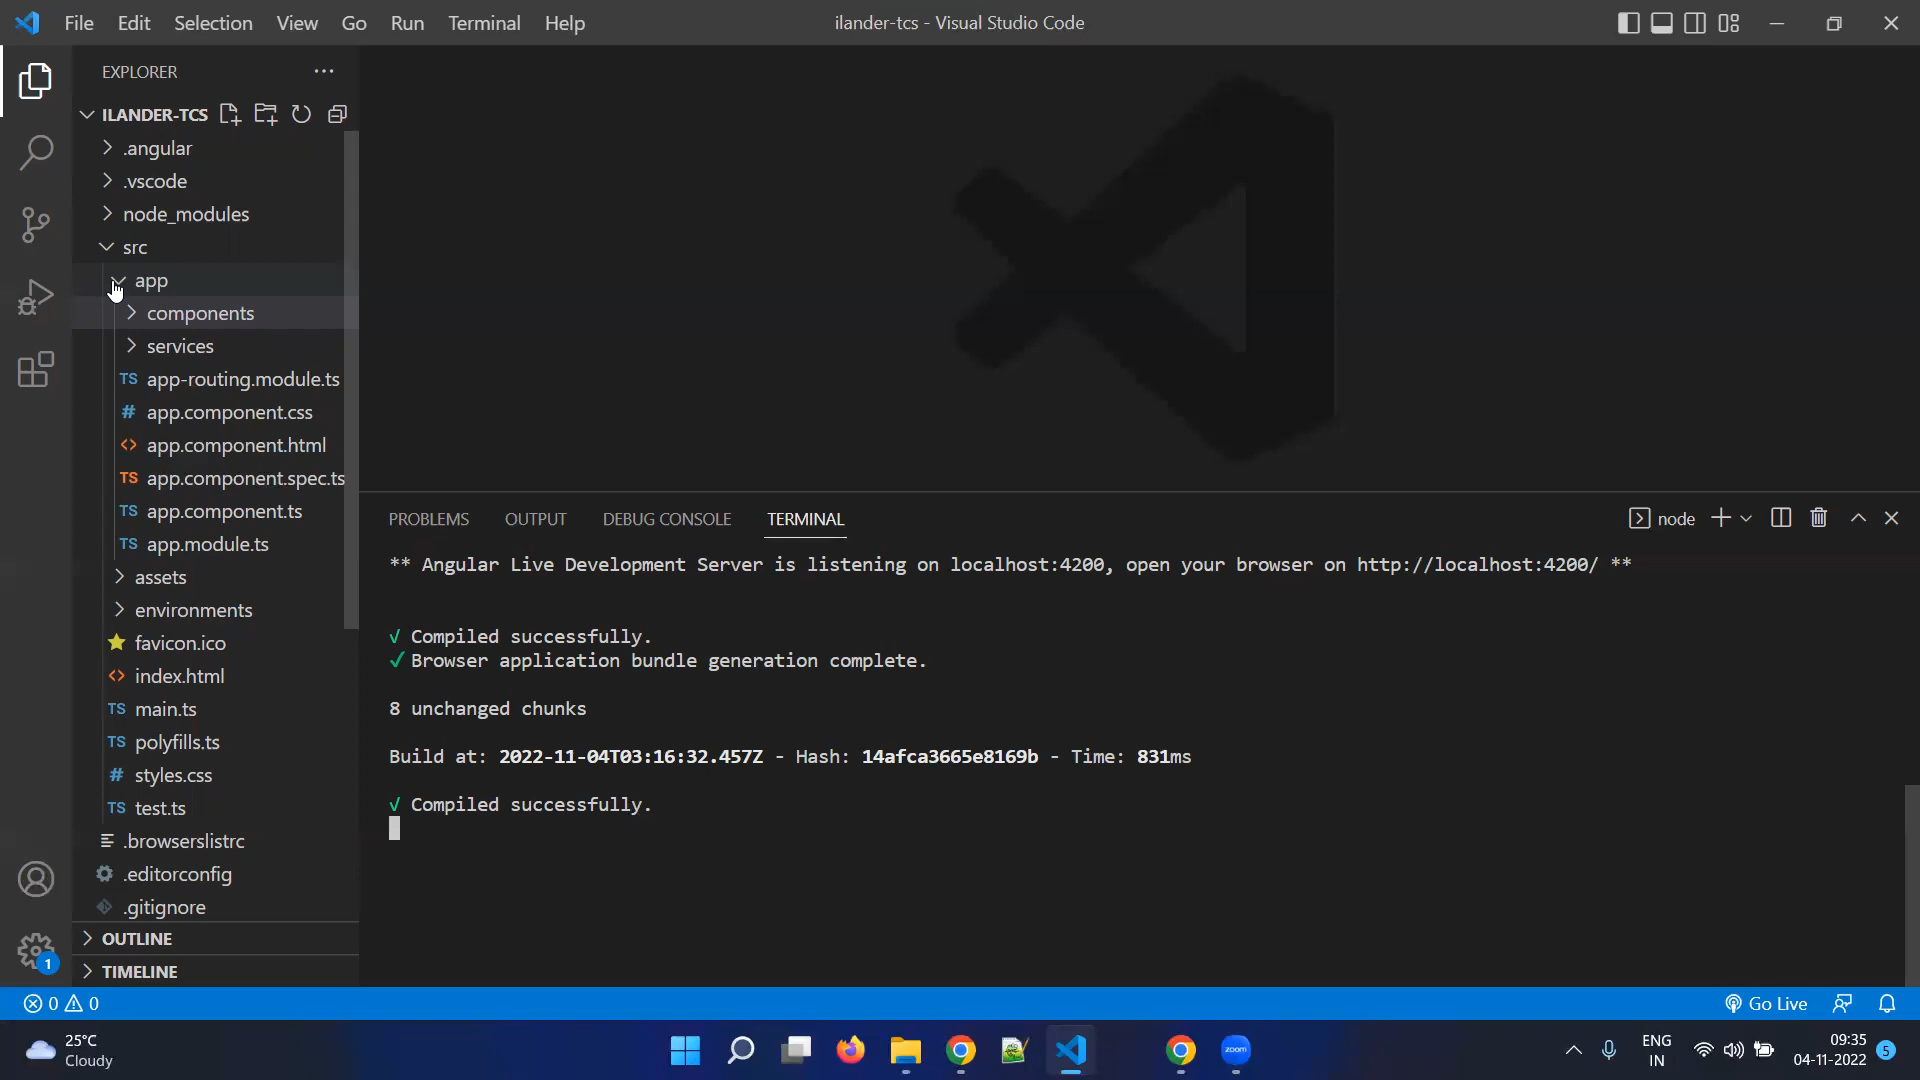 File Edit Selection View Go Run Terminal Help
ilander-tcs - Visual Studio Code
EXPLORER
ILANDER-TCS
.angular
.vscode
node_modules
src
app
components
services
TS app-routing.module.ts
# app.component.css
<> app.component.html
TS app.component.spec.ts
TS app.component.ts
TS app.module.ts
assets
environments
favicon.ico
<> index.html
TS main.ts
TS polyfills.ts
# styles.css
TS test.ts
.browserslistrc
.editorconfig
.gitignore
OUTLINE
TIMELINE
PROBLEMS OUTPUT DEBUG CONSOLE TERMINAL
node
** Angular Live Development Server is listening on localhost:4200, open your browser on http://localhost:4200/ **
√ Compiled successfully.
✓ Browser application bundle generation complete.
8 unchanged chunks
Build at: 2022-11-04T03:16:32.457Z - Hash: 14afca3665e8169b - Time: 831ms
√ Compiled successfully.
1
0 0
Go Live
25°C
Cloudy
zoom
ENG
IN
09:35
04-11-2022
5